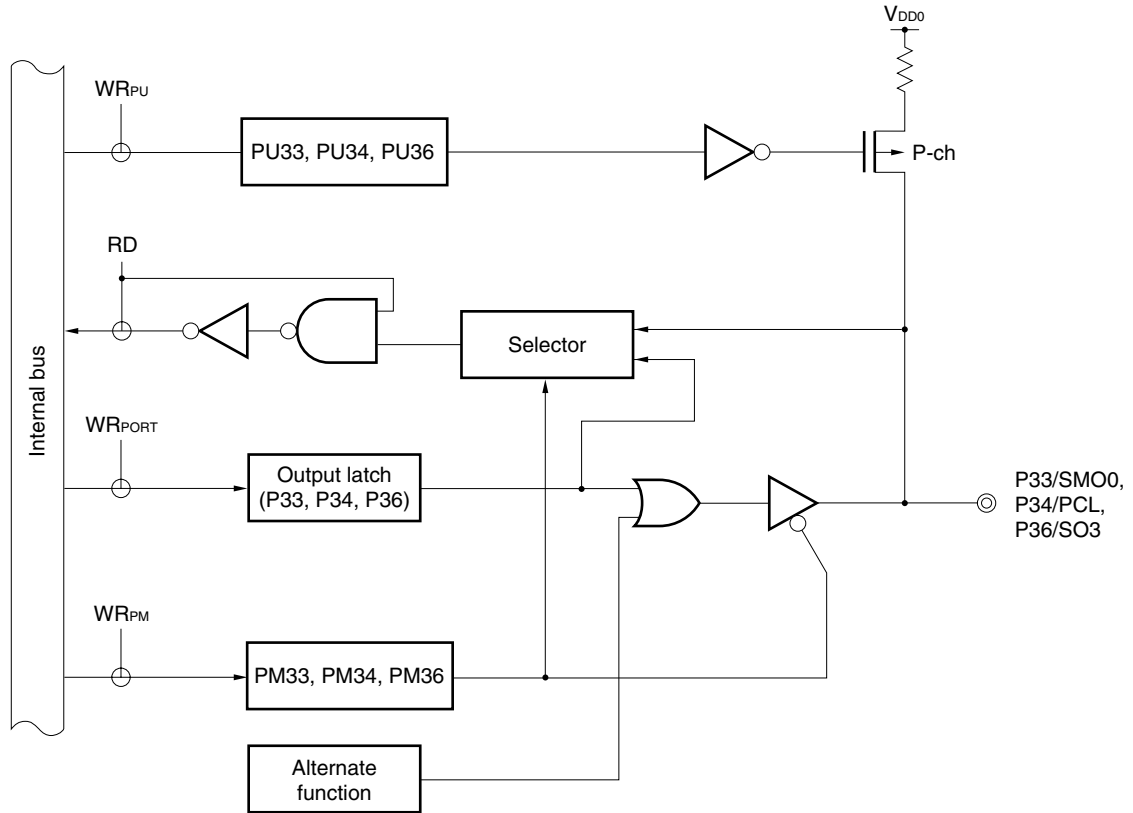 VDD0
WRPU
PU33, PU34, PU36
P-ch
RD
Selector
Internal bus
WRPORT
Output latch
(P33, P34, P36)
P33/SMO0,
P34/PCL,
P36/SO3
WRPM
PM33, PM34, PM36
Alternate
function